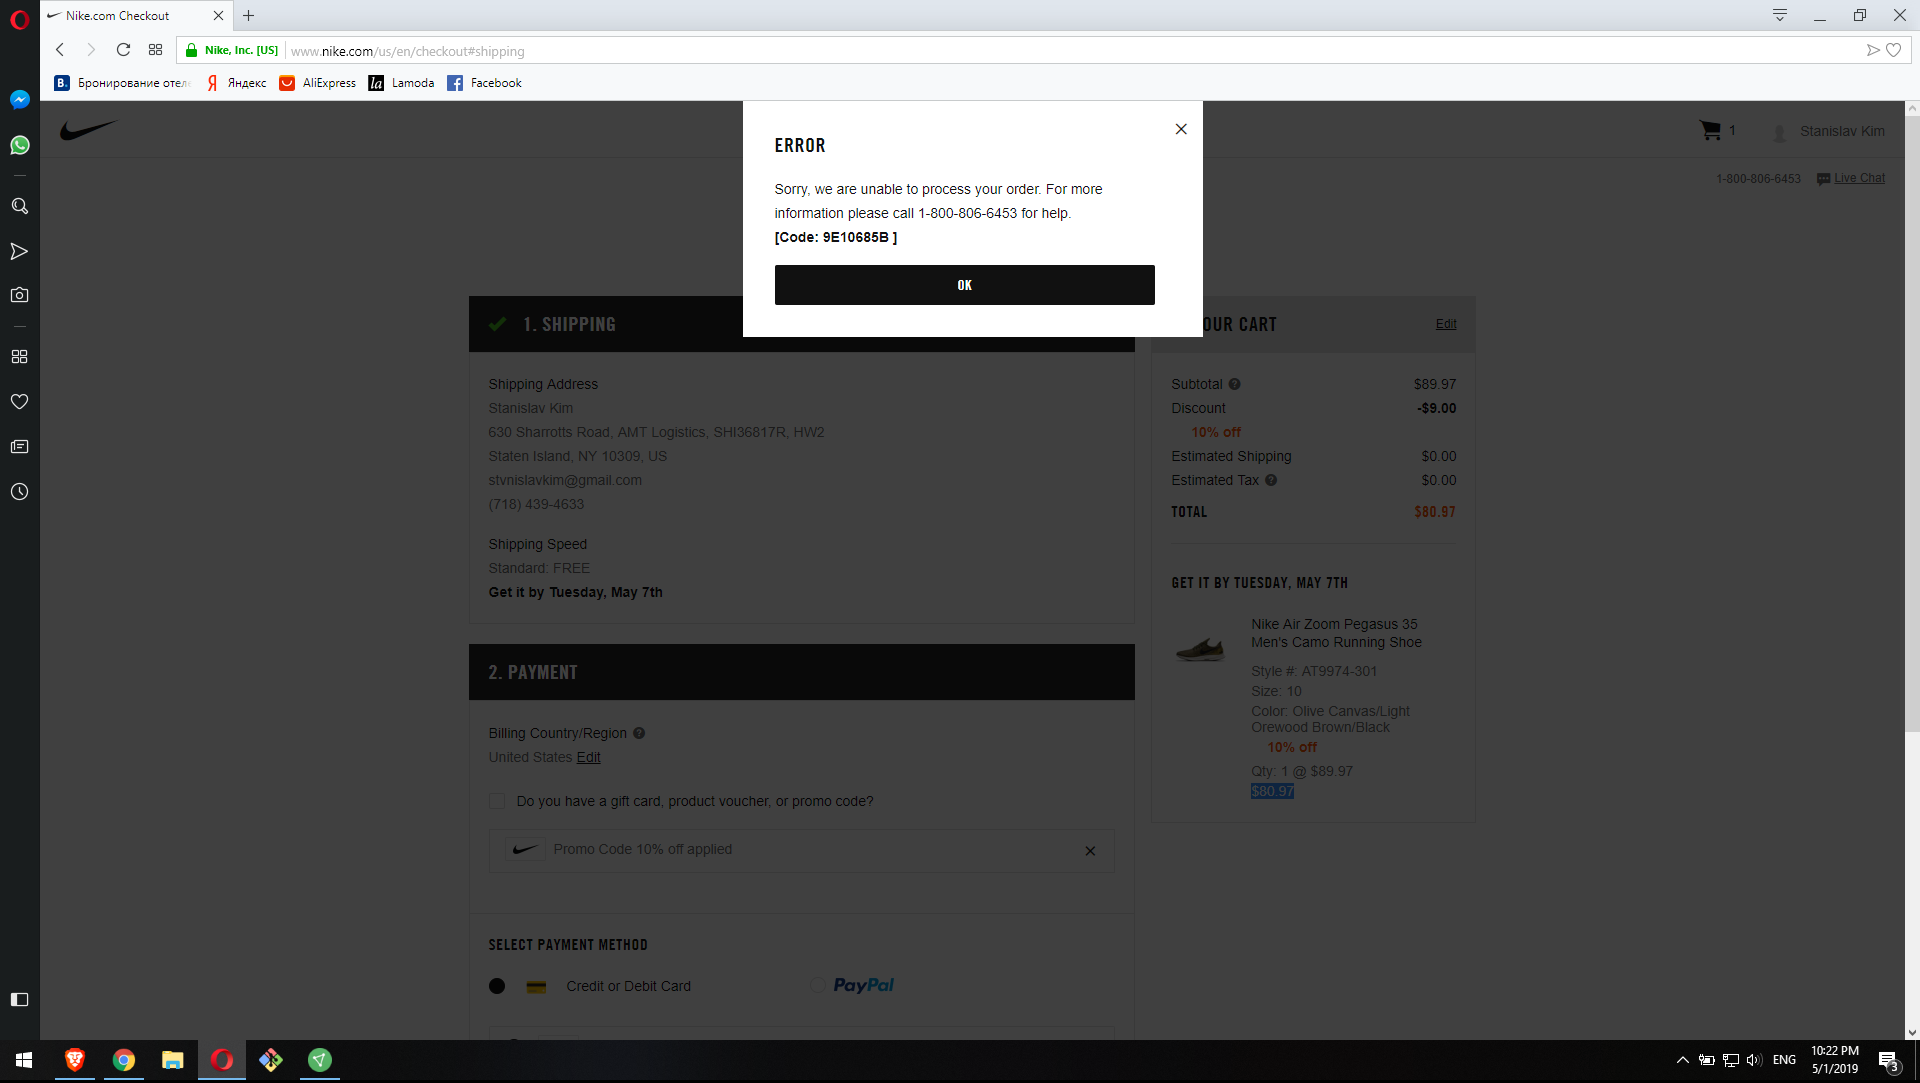 Nike.com Checkout
Nike, Inc. [US]
www.nike.com/us/en/checkout#shipping
B. Бронирование отеле
Я Яндекс
AliExpress
la Lamoda
f Facebook
1
Stanislav Kim
1-800-806-6453
Live Chat
ERROR
Sorry, we are unable to process your order. For more
information please call 1-800-806-6453 for help.
[Code: 9E10685B ]
OK
1. SHIPPING
Shipping Address
Stanislav Kim
630 Sharrotts Road, AMT Logistics, SHI36817R, HW2
Staten Island, NY 10309, US
stvnislavkim@gmail.com
(718) 439-4633
Shipping Speed
Standard: FREE
Get it by Tuesday, May 7th
2. PAYMENT
Billing Country/Region ?
United States Edit
Do you have a gift card, product voucher, or promo code?
Promo Code 10% off applied
SELECT PAYMENT METHOD
Credit or Debit Card
PayPal
OUR CART
Edit
Subtotal ? $89.97
Discount -$9.00
10% off
Estimated Shipping $0.00
Estimated Tax ? $0.00
TOTAL $80.97
GET IT BY TUESDAY, MAY 7TH
Nike Air Zoom Pegasus 35
Men's Camo Running Shoe
Style #: AT9974-301
Size: 10
Color: Olive Canvas/Light
Orewood Brown/Black
10% off
Qty: 1 @ $89.97
$80.97
ENG
10:22 PM
5/1/2019
3